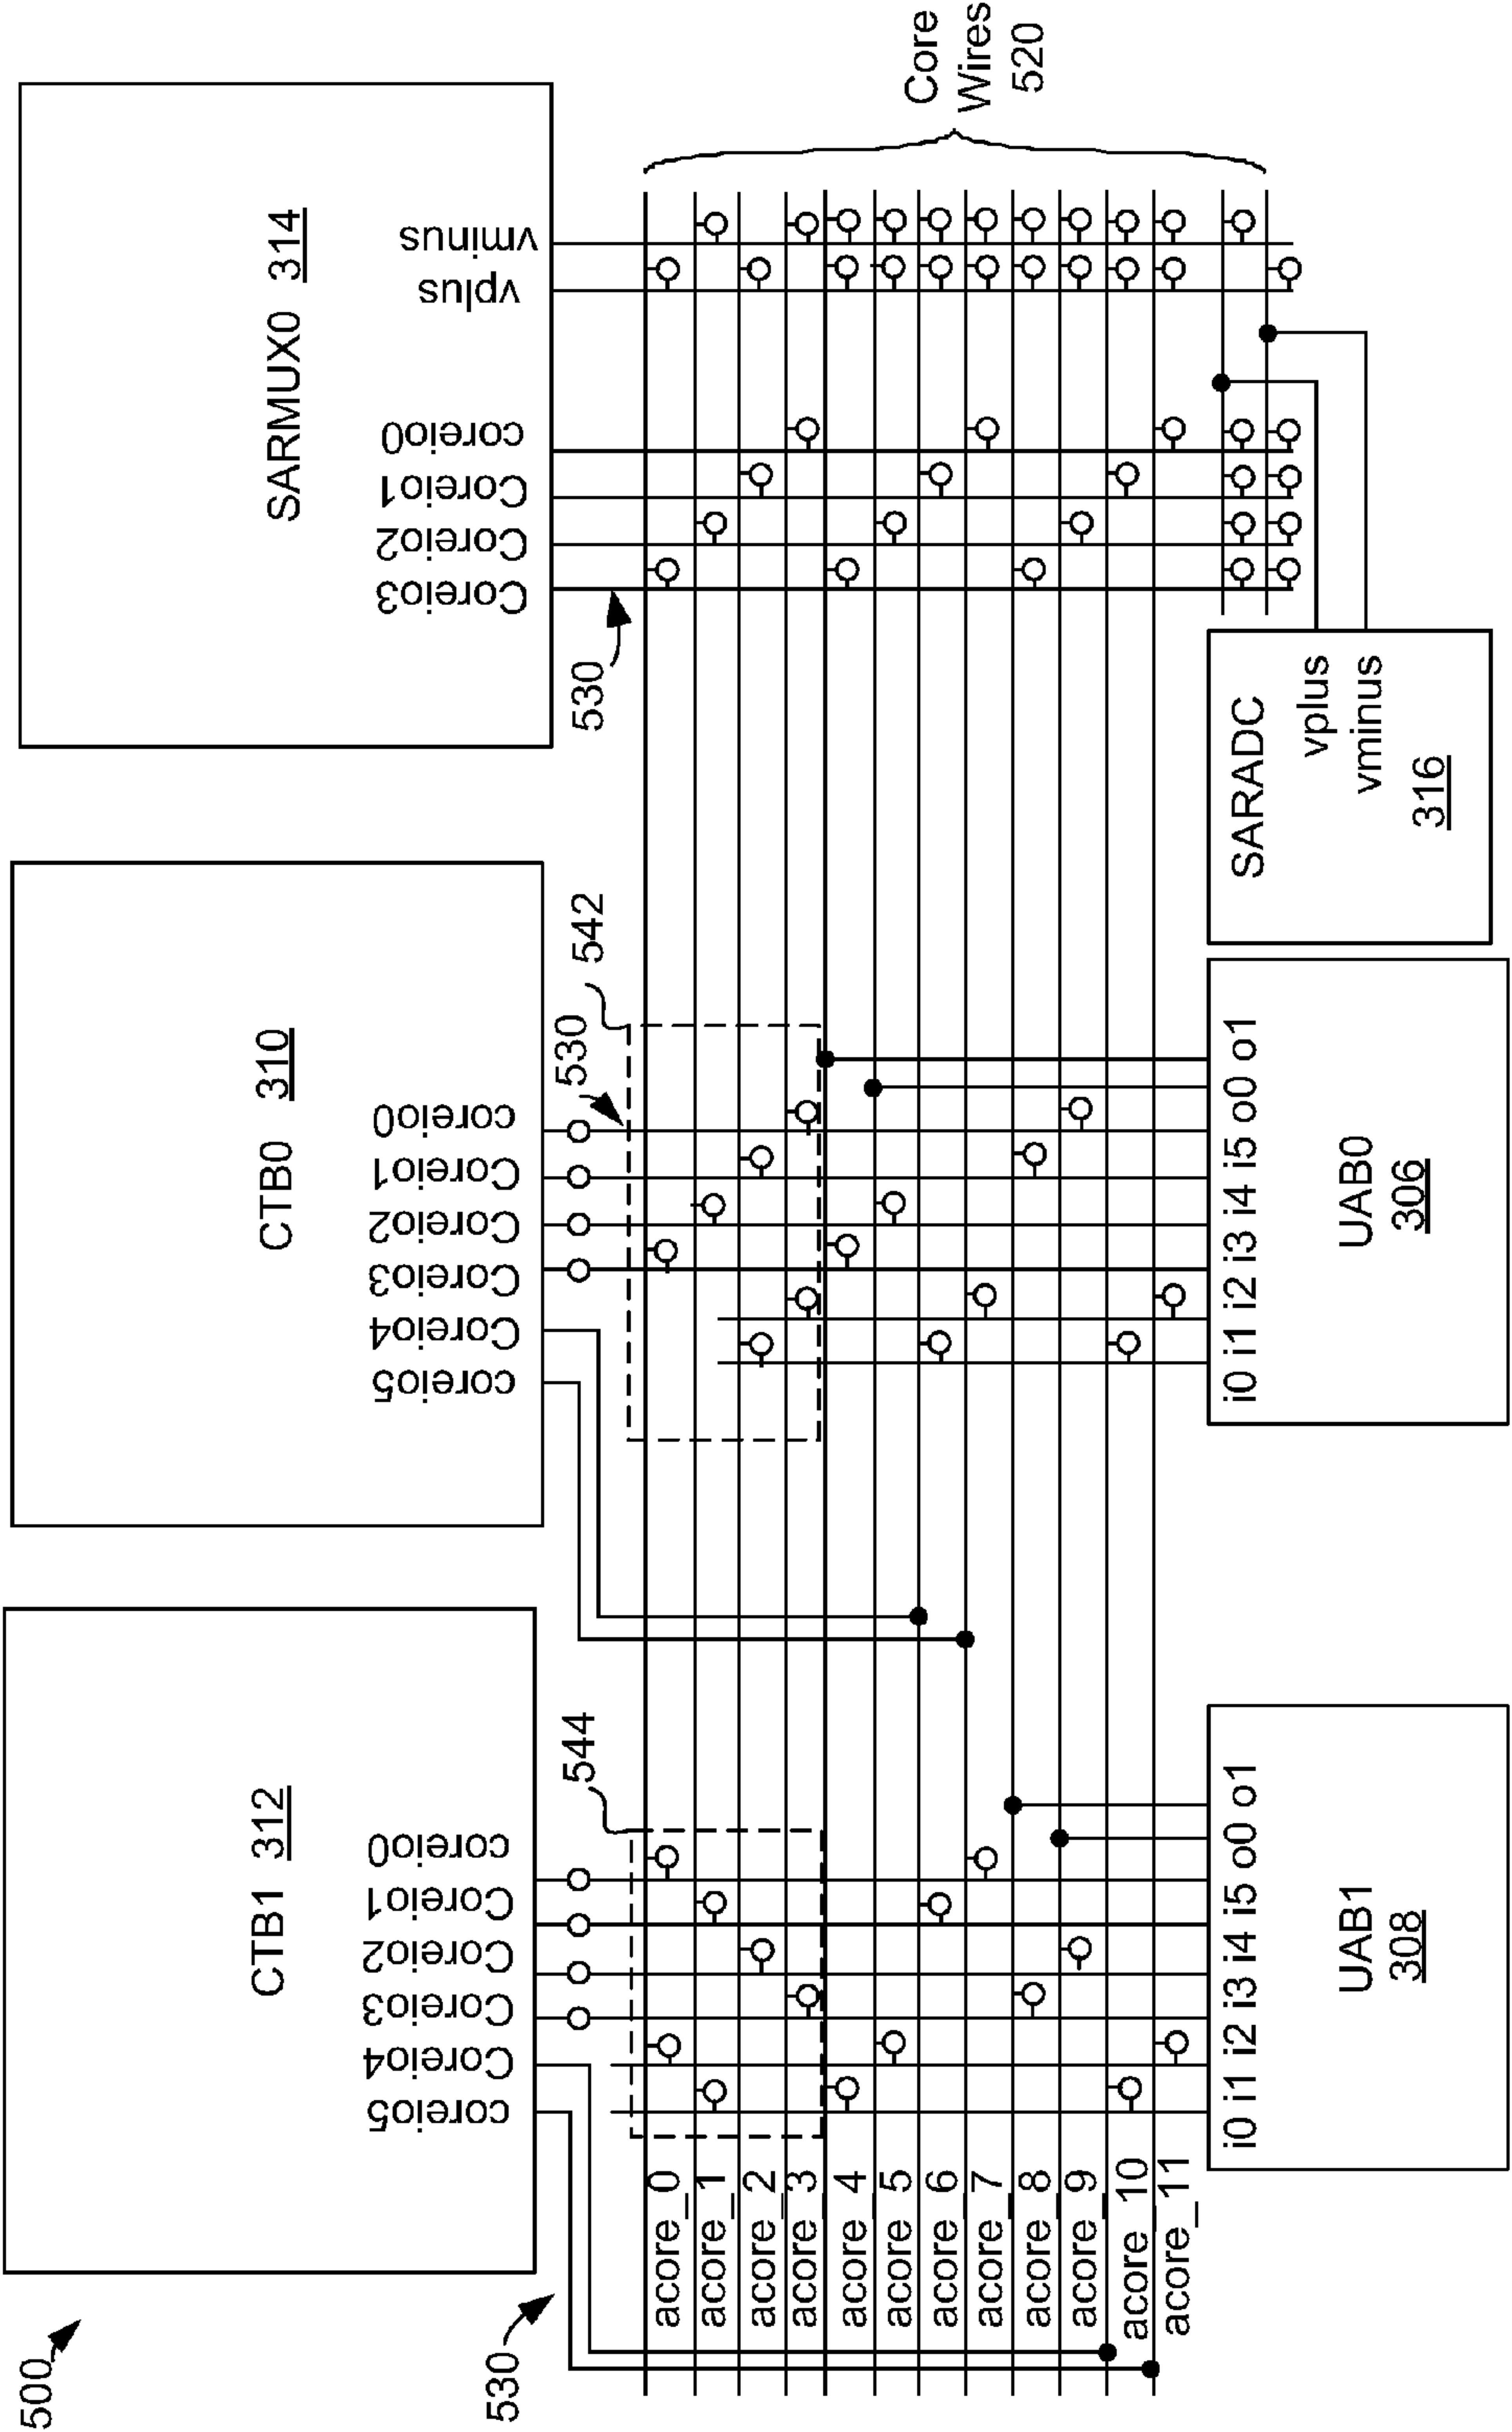 500
CTB1 312
coreio5
Coreio4
Coreio3
Coreio2
Coreio1
coreio0
CTB0 310
coreio5
Coreio4
Coreio3
Coreio2
Coreio1
coreio0
SARMUX0 314
Coreio3
Coreio2
Coreio1
coreio0
vplus
vminus
530
544
542
530
530
Core
Wires
520
acore_0
acore_1
acore_2
acore_3
acore_4
acore_5
acore_6
acore_7
acore_8
acore_9
acore_10
acore_11
i0 i1 i2 i3 i4 i5 o0 o1
UAB1
308
i0 i1 i2 i3 i4 i5 o0 o1
UAB0
306
SARADC
vplus
vminus
316